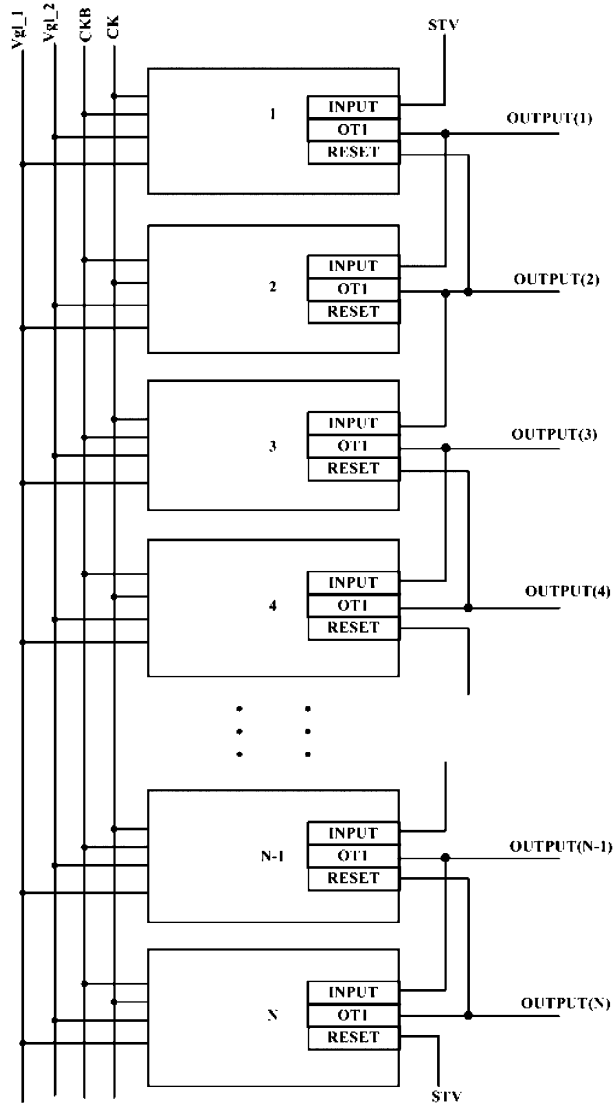 Vgl_1
Vgl_2
CKB
CK
STV
1
INPUT
OT1
RESET
OUTPUT(1)
2
INPUT
OT1
RESET
OUTPUT(2)
3
INPUT
OT1
RESET
OUTPUT(3)
4
INPUT
OT1
RESET
OUTPUT(4)
N-1
INPUT
OT1
RESET
OUTPUT(N-1)
N
INPUT
OT1
RESET
OUTPUT(N)
STV